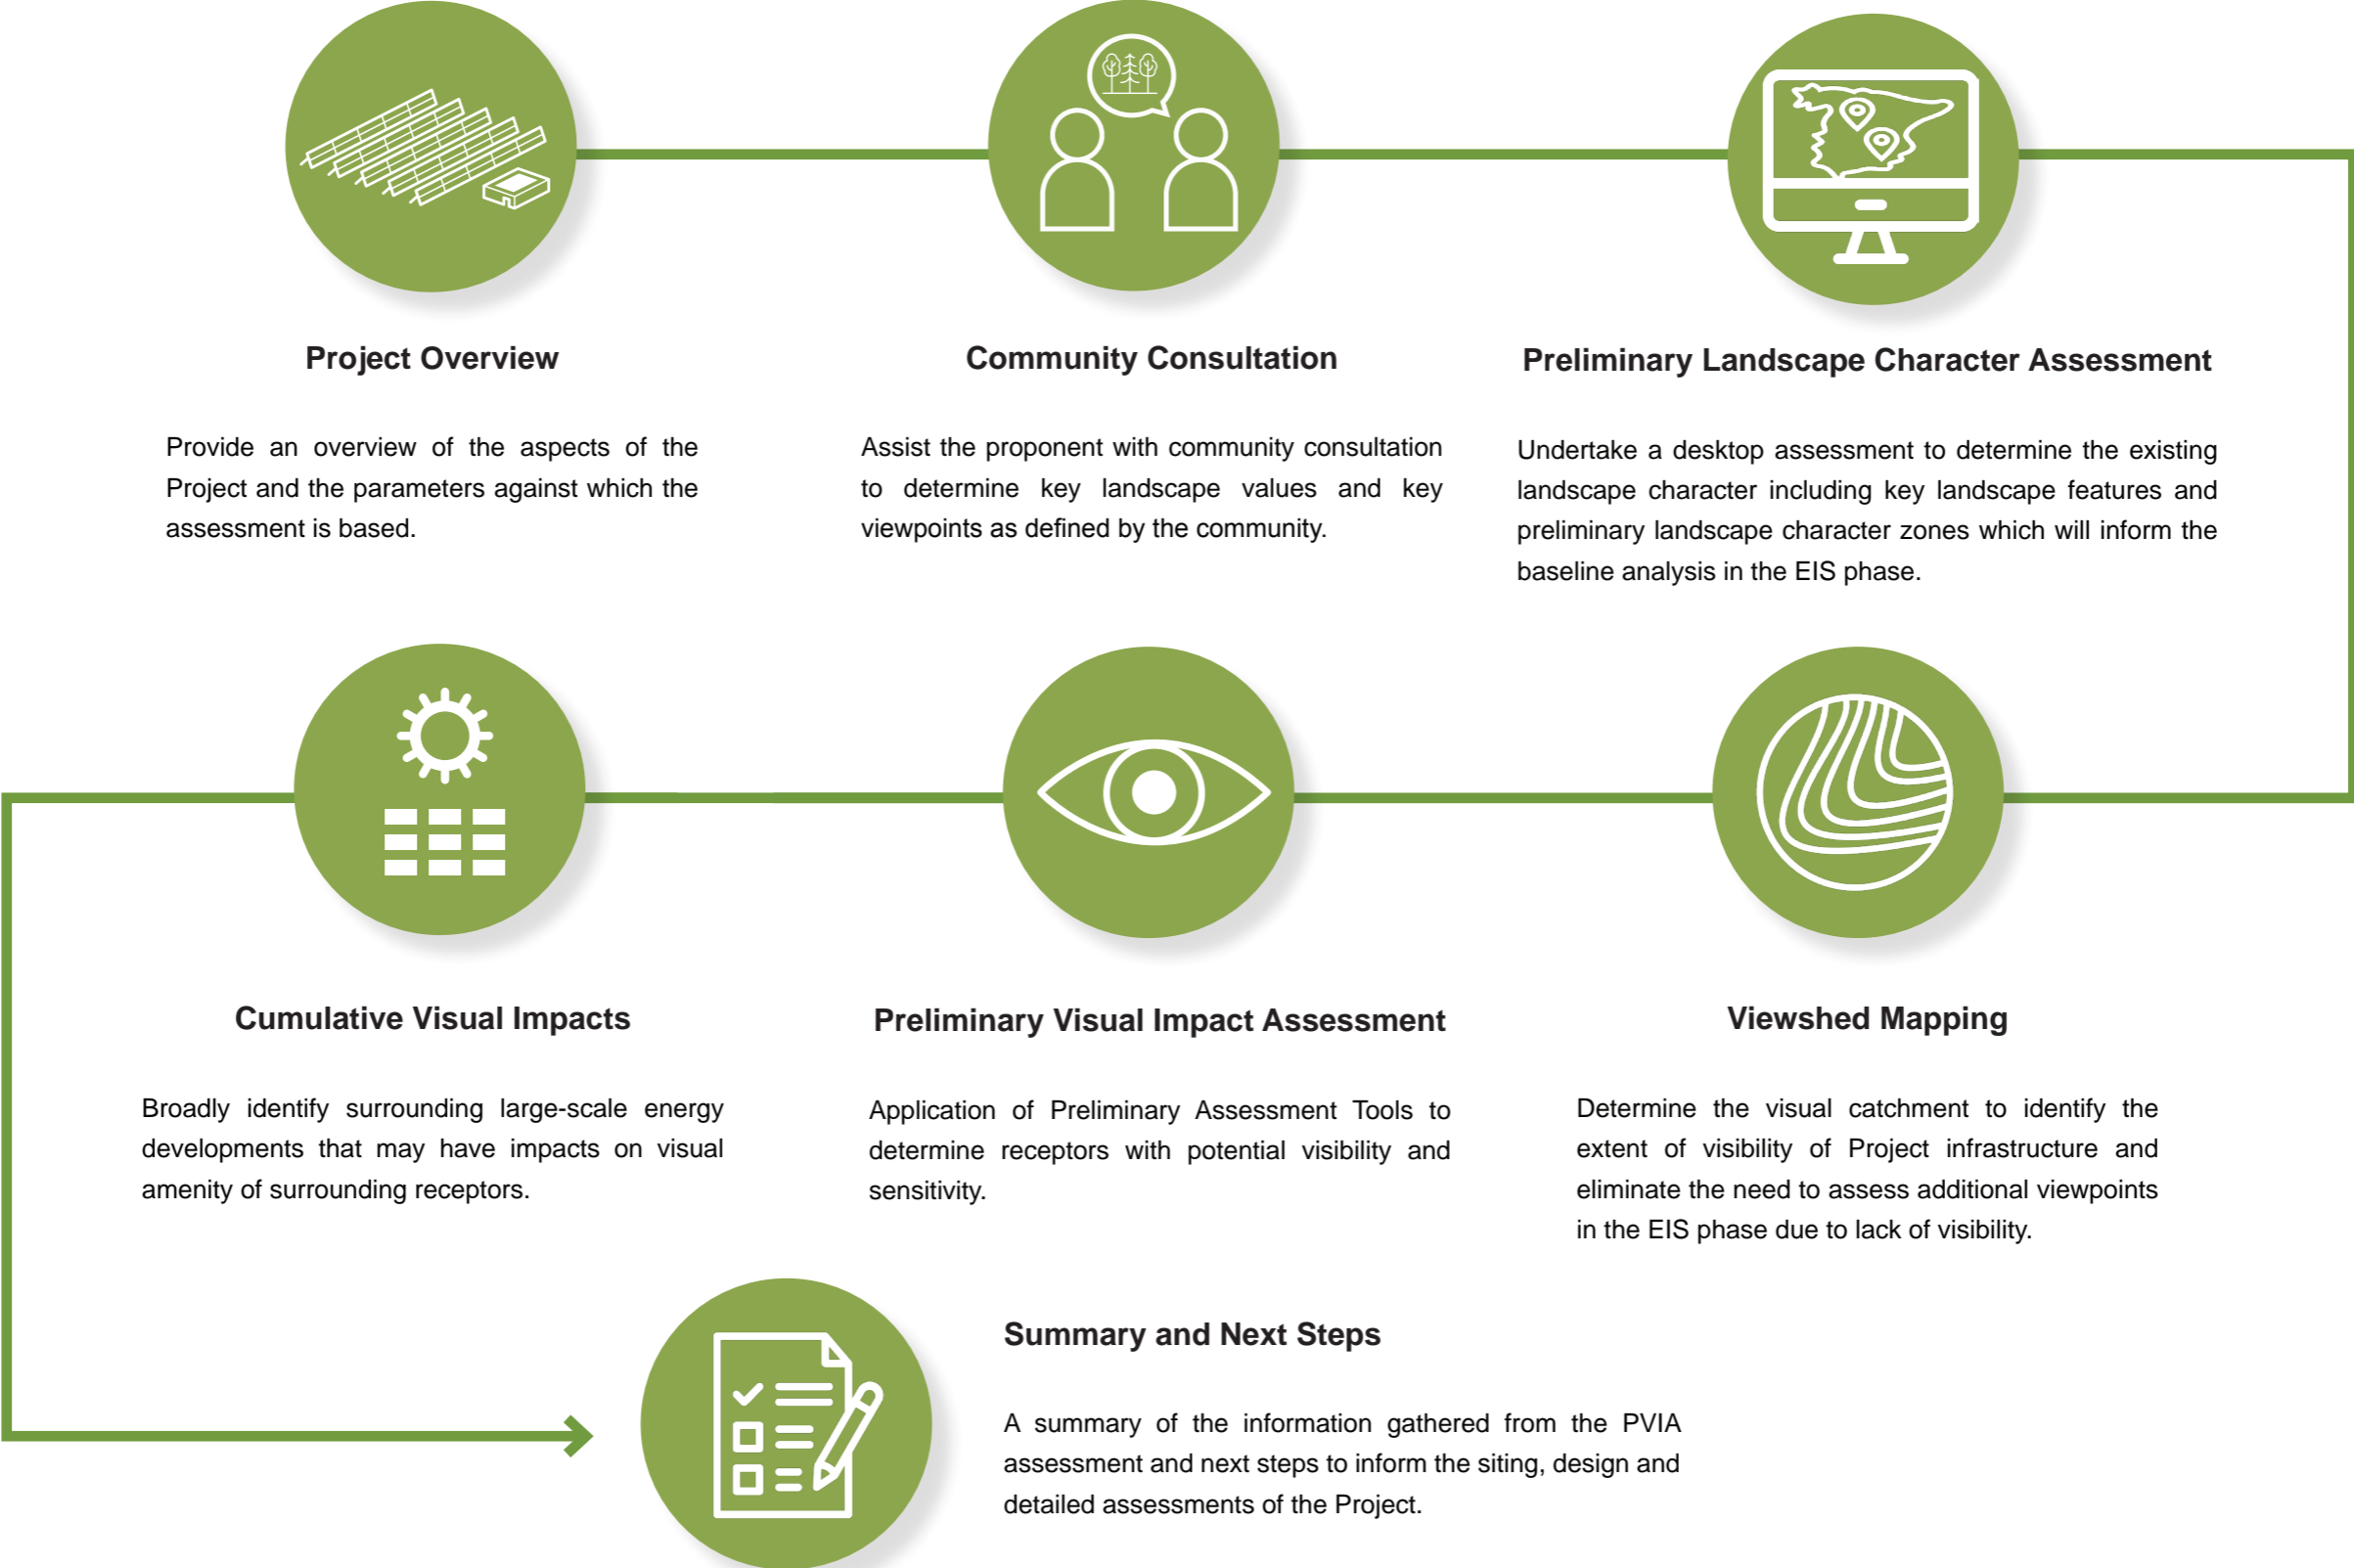 Project Overview
Provide an overview of the aspects of the
Project and the parameters against which the
assessment is based.
Community Consultation
Assist the proponent with community consultation
to determine key landscape values and key
viewpoints as defined by the community.
Preliminary Landscape Character Assessment
Undertake a desktop assessment to determine the existing
landscape character including key landscape features and
preliminary landscape character zones which will inform the
baseline analysis in the EIS phase.
Viewshed Mapping
Determine the visual catchment to identify the
extent of visibility of Project infrastructure and
eliminate the need to assess additional viewpoints
in the EIS phase due to lack of visibility.
Preliminary Visual Impact Assessment
Application of Preliminary Assessment Tools to
determine receptors with potential visibility and
sensitivity.
Cumulative Visual Impacts
Broadly identify surrounding large-scale energy
developments that may have impacts on visual
amenity of surrounding receptors.
Summary and Next Steps
A summary of the information gathered from the PVIA
assessment and next steps to inform the siting, design and
detailed assessments of the Project.